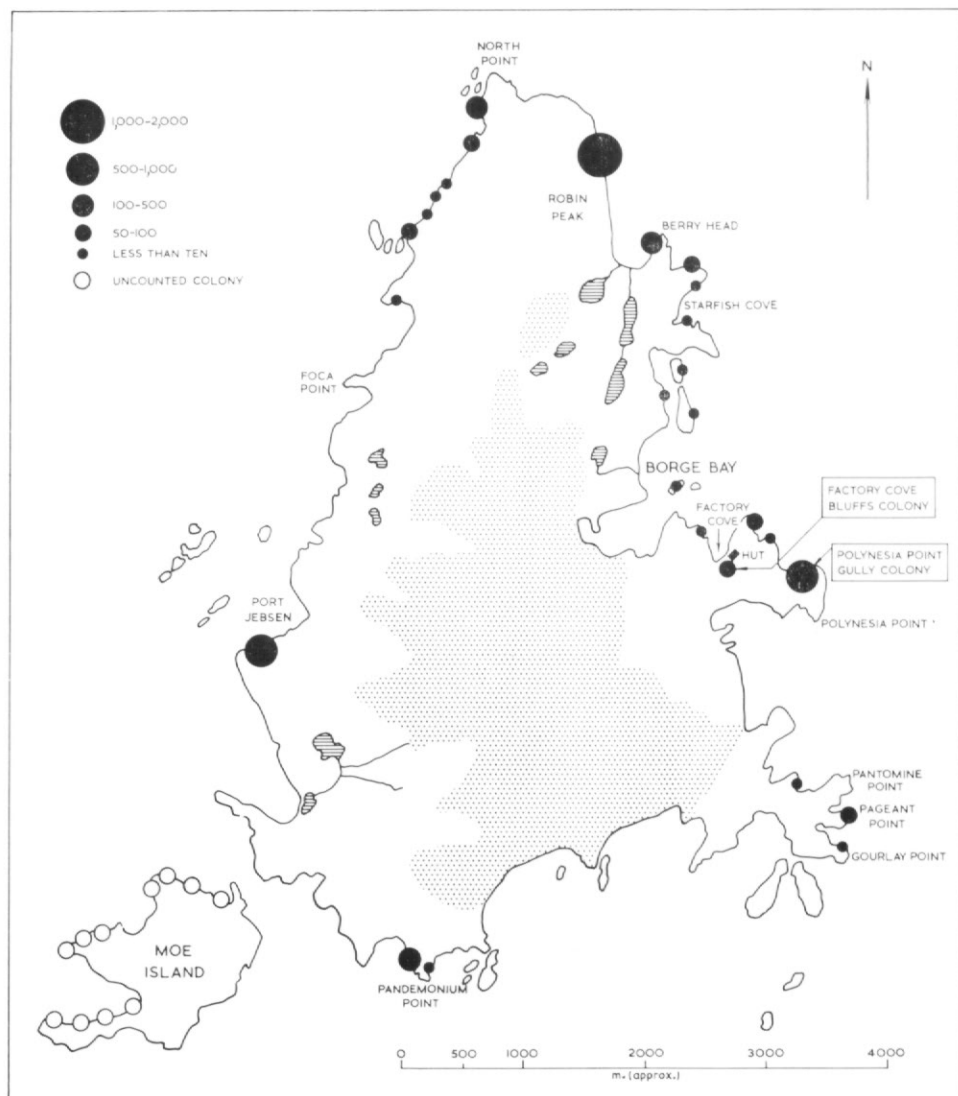 NORTH
POINT
N
1,000–2,000
500–1,000
100–500
50–100
LESS THAN TEN
UNCOUNTED COLONY
ROBIN
PEAK
BERRY HEAD
STARFISH COVE
FOCA
POINT
BORGE BAY
FACTORY
COVE
FACTORY COVE
BLUFFS COLONY
HUT
POLYNESIA POINT
GULLY COLONY
POLYNESIA POINT
PORT
JEBSEN
PANTOMINE
POINT
PAGEANT
POINT
GOURLAY POINT
MOE
ISLAND
PANDEMONIUM
POINT
0 500 1000 2000 3000 4000
m. (approx.)